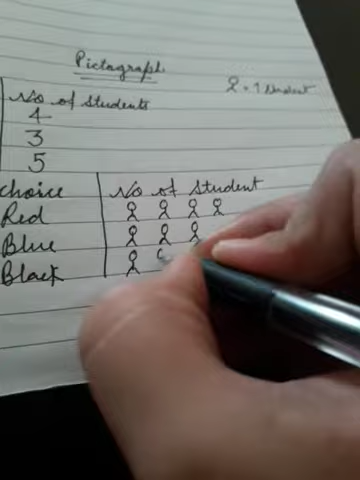 Pictograph
= 1 student
No of students
4
3
5
choice No of student
Red
Blue
Black